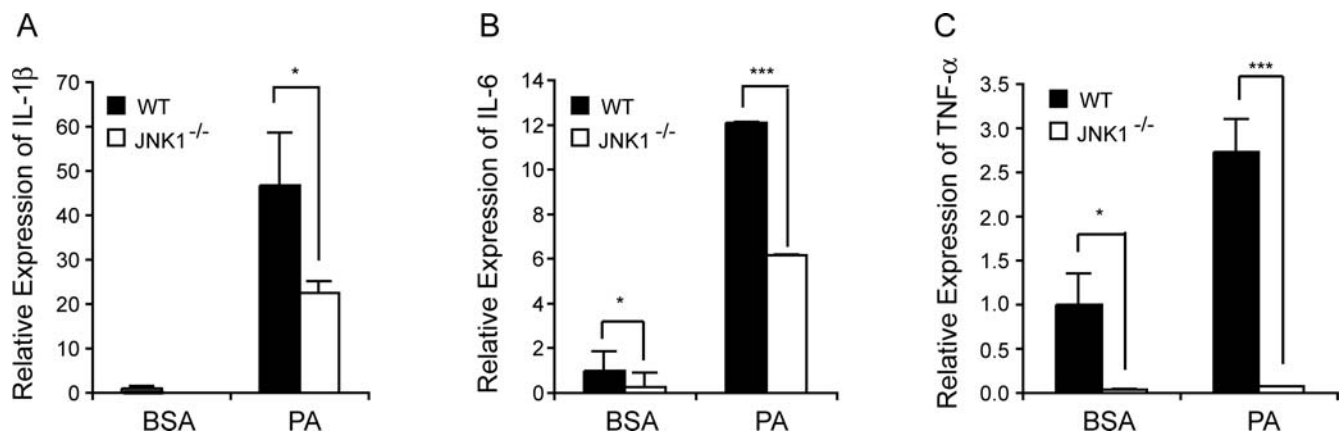 A
Relative Expression of IL-1β
70
60
50
40
30
20
10
0
WT
JNK1 -/-
*
BSA
PA
B
Relative Expression of IL-6
14
12
10
8
6
4
2
0
WT
JNK1 -/-
*
***
BSA
PA
C
Relative Expression of TNF-α
3.5
3.0
2.5
2.0
1.5
1.0
0.5
0.0
WT
JNK1 -/-
*
***
BSA
PA